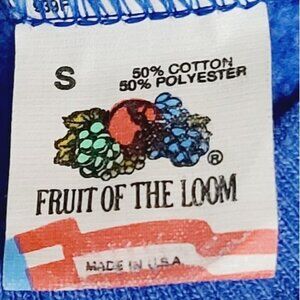 S
50% COTTON
50% POLYESTER
®
FRUIT OF THE LOOM
MADE IN U.S.A.